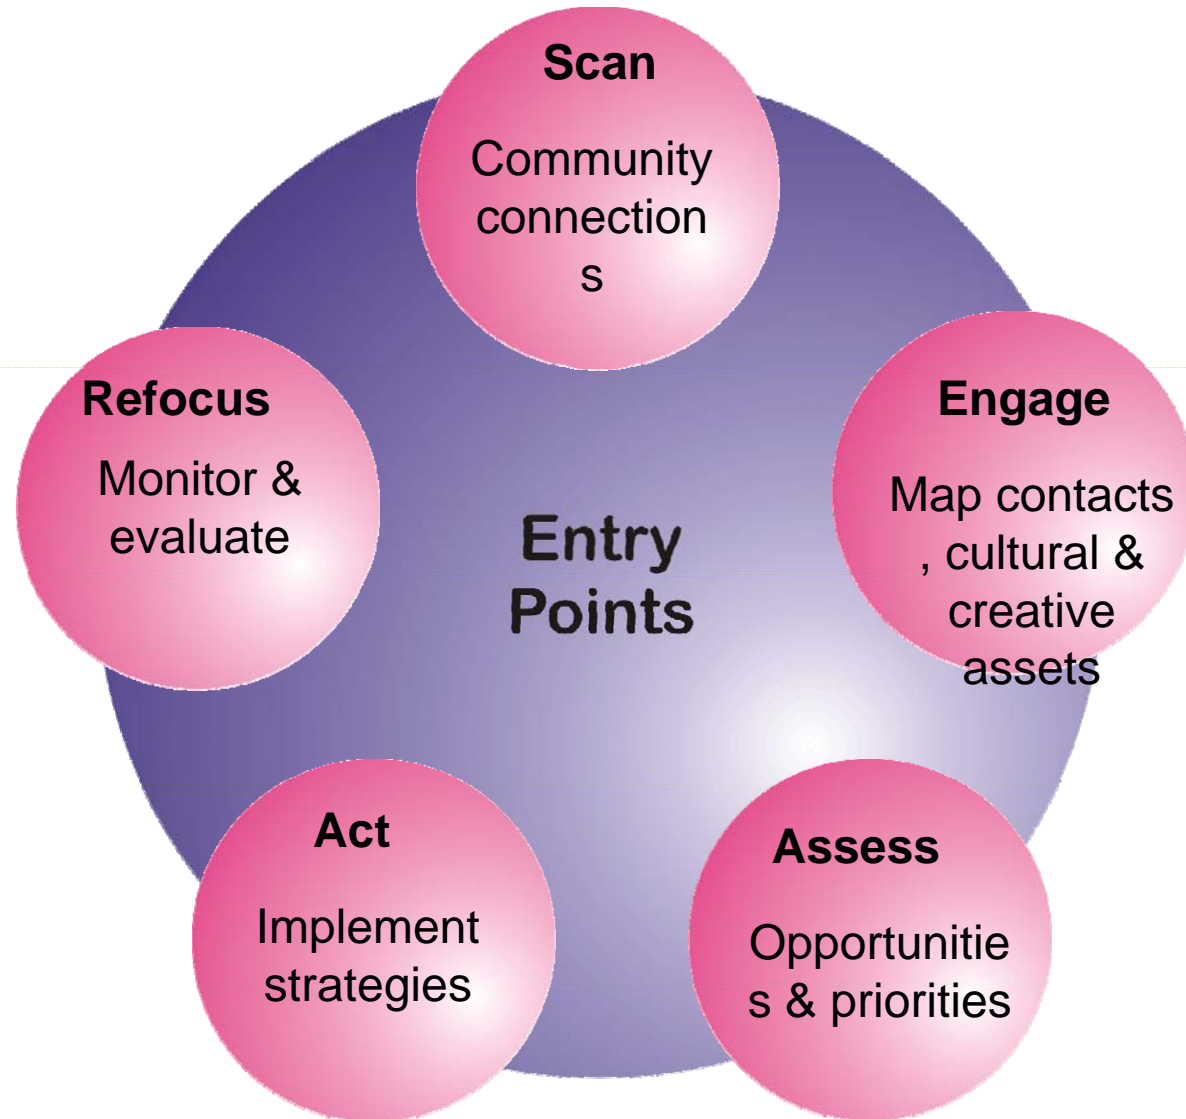 Scan
Community
connection
s
Refocus
Monitor &
evaluate
Engage
Map contacts
, cultural &
creative
assets
Entry
Points
Act
Implement
strategies
Assess
Opportunitie
s & priorities